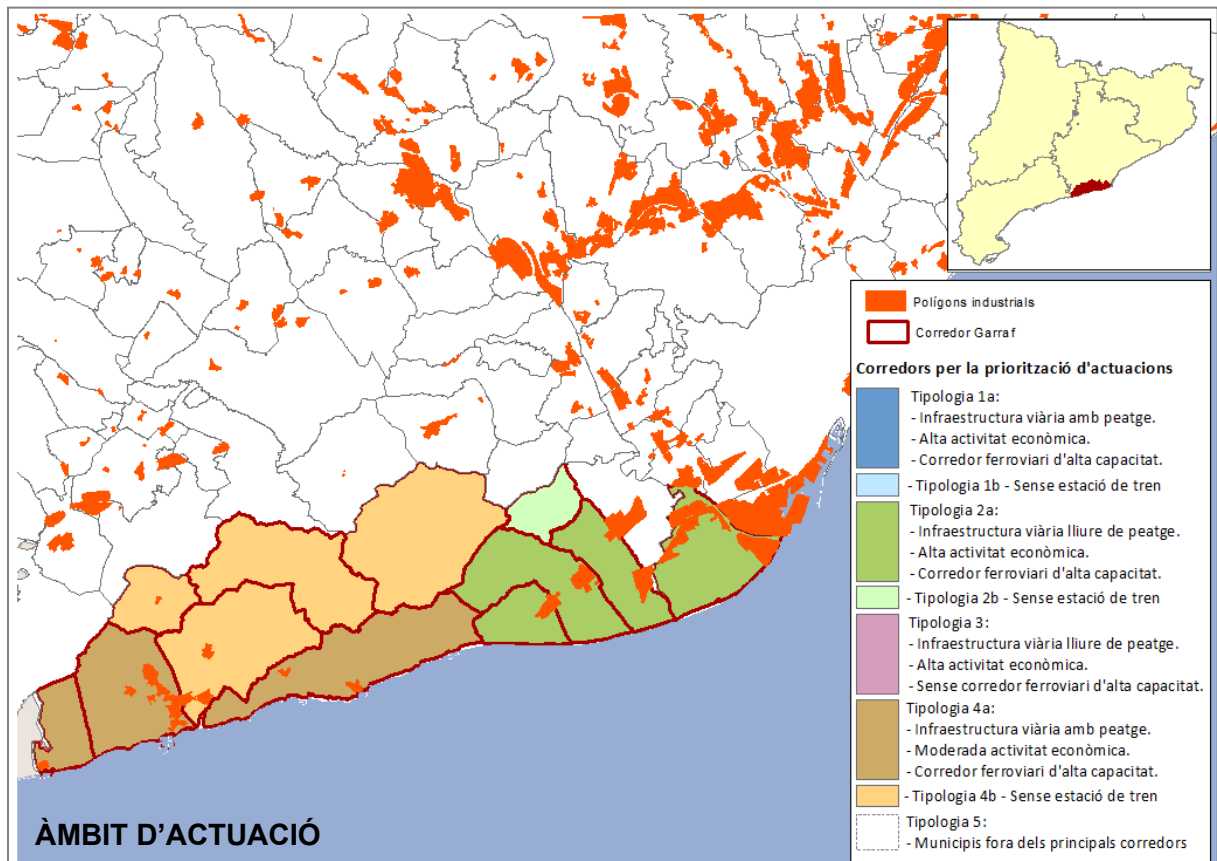 Polígons industrials
Corredor Garraf
Corredors per la priorització d'actuacions
Tipologia 1a:
- Infraestructura viària amb peatge.
- Alta activitat econòmica.
- Corredor ferroviari d'alta capacitat.
- Tipologia 1b - Sense estació de tren
Tipologia 2a:
- Infraestructura viària lliure de peatge.
- Alta activitat econòmica.
- Corredor ferroviari d'alta capacitat.
- Tipologia 2b - Sense estació de tren
Tipologia 3:
- Infraestructura viària lliure de peatge.
- Alta activitat econòmica.
- Sense corredor ferroviari d'alta capacitat.
Tipologia 4a:
- Infraestructura viària amb peatge.
- Moderada activitat econòmica.
- Corredor ferroviari d'alta capacitat.
- Tipologia 4b - Sense estació de tren
Tipologia 5:
- Municipis fora dels principals corredors
ÀMBIT D'ACTUACIÓ